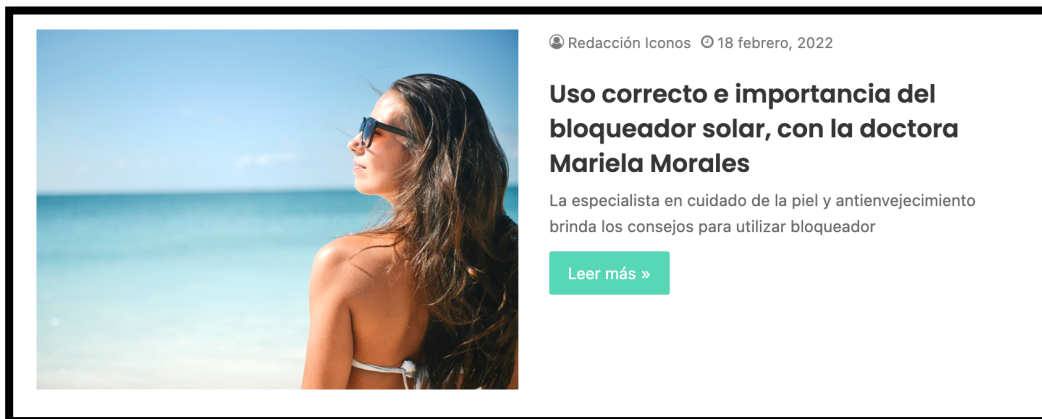 Redacción Iconos 18 febrero, 2022
Uso correcto e importancia del
bloqueador solar, con la doctora
Mariela Morales
La especialista en cuidado de la piel y antienvejecimiento
brinda los consejos para utilizar bloqueador
Leer más »